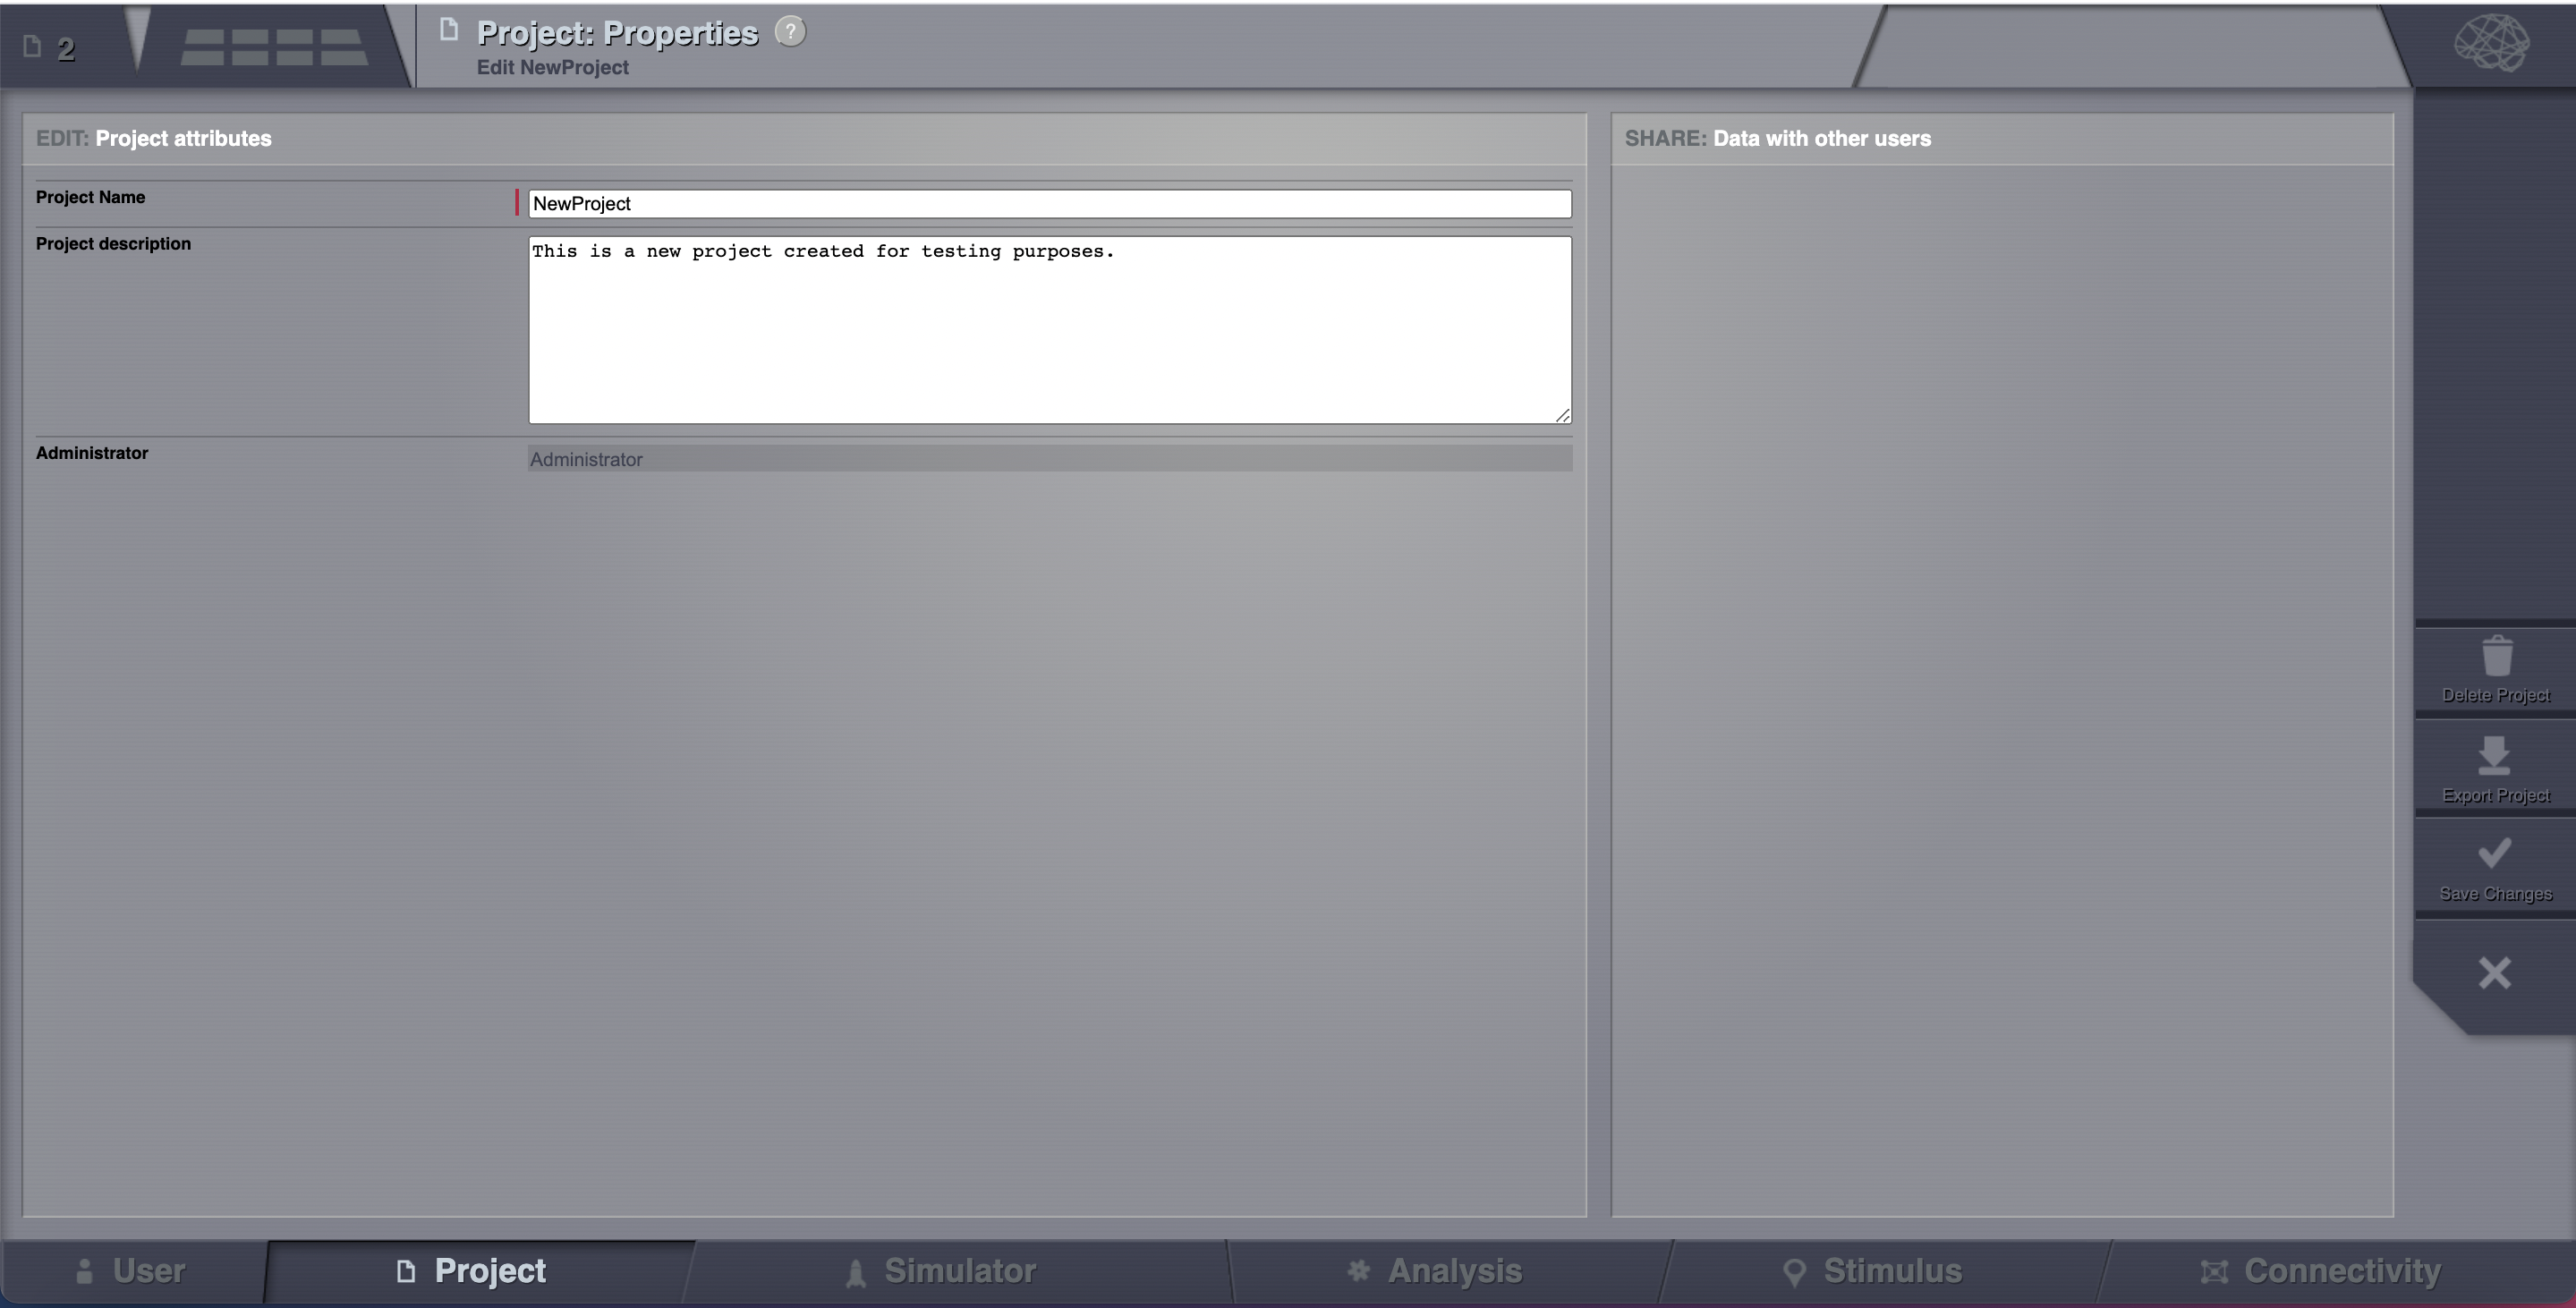 2
Project: Properties ?
Edit NewProject
EDIT: Project attributes
Project Name
NewProject
Project description
This is a new project created for testing purposes.
Administrator
Administrator
SHARE: Data with other users
Delete Project
Export Project
Save Changes
User
Project
Simulator
Analysis
Stimulus
Connectivity